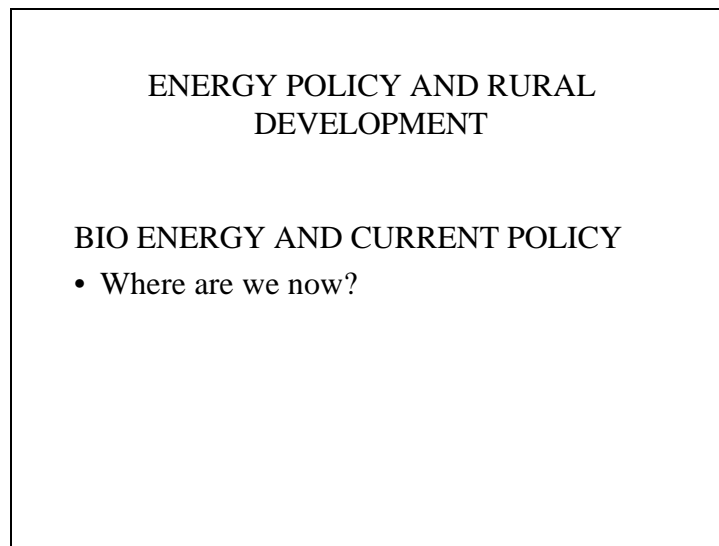 ENERGY POLICY AND RURAL
DEVELOPMENT
BIO ENERGY AND CURRENT POLICY
• Where are we now?